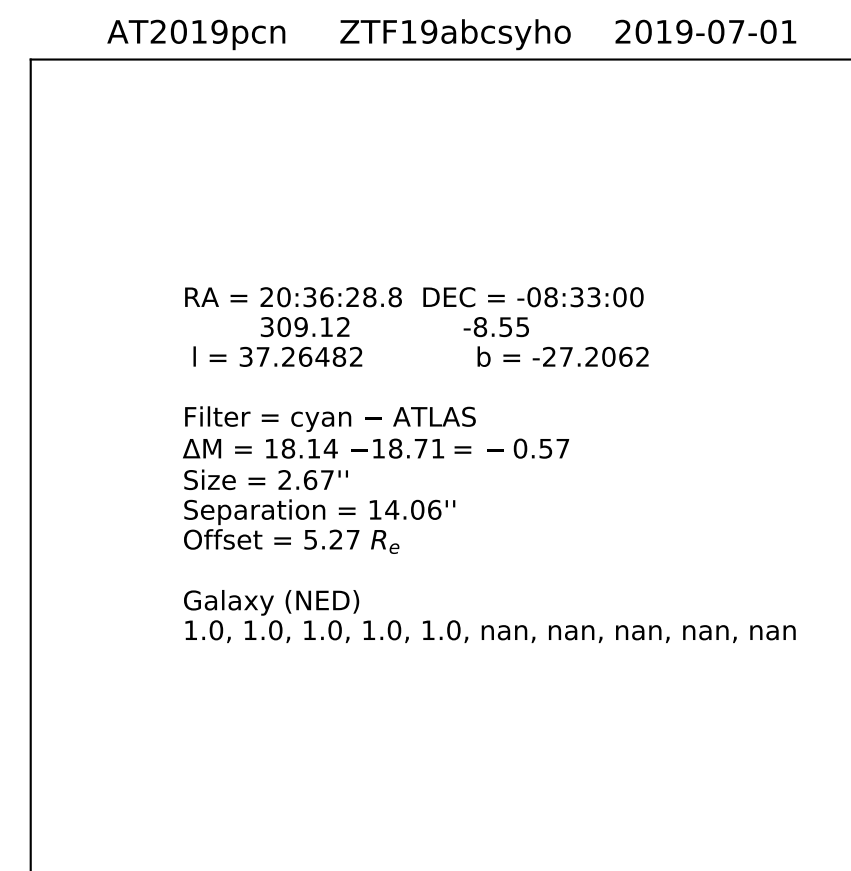 AT2019pcn ZTF19abcsyho 2019-07-01
RA = 20:36:28.8 DEC = -08:33:00
309.12 -8.55
l = 37.26482 b = -27.2062
Filter = cyan − ATLAS
ΔM = 18.14 −18.71 = − 0.57
Size = 2.67''
Separation = 14.06''
Offset = 5.27 Re
Galaxy (NED)
1.0, 1.0, 1.0, 1.0, 1.0, nan, nan, nan, nan, nan